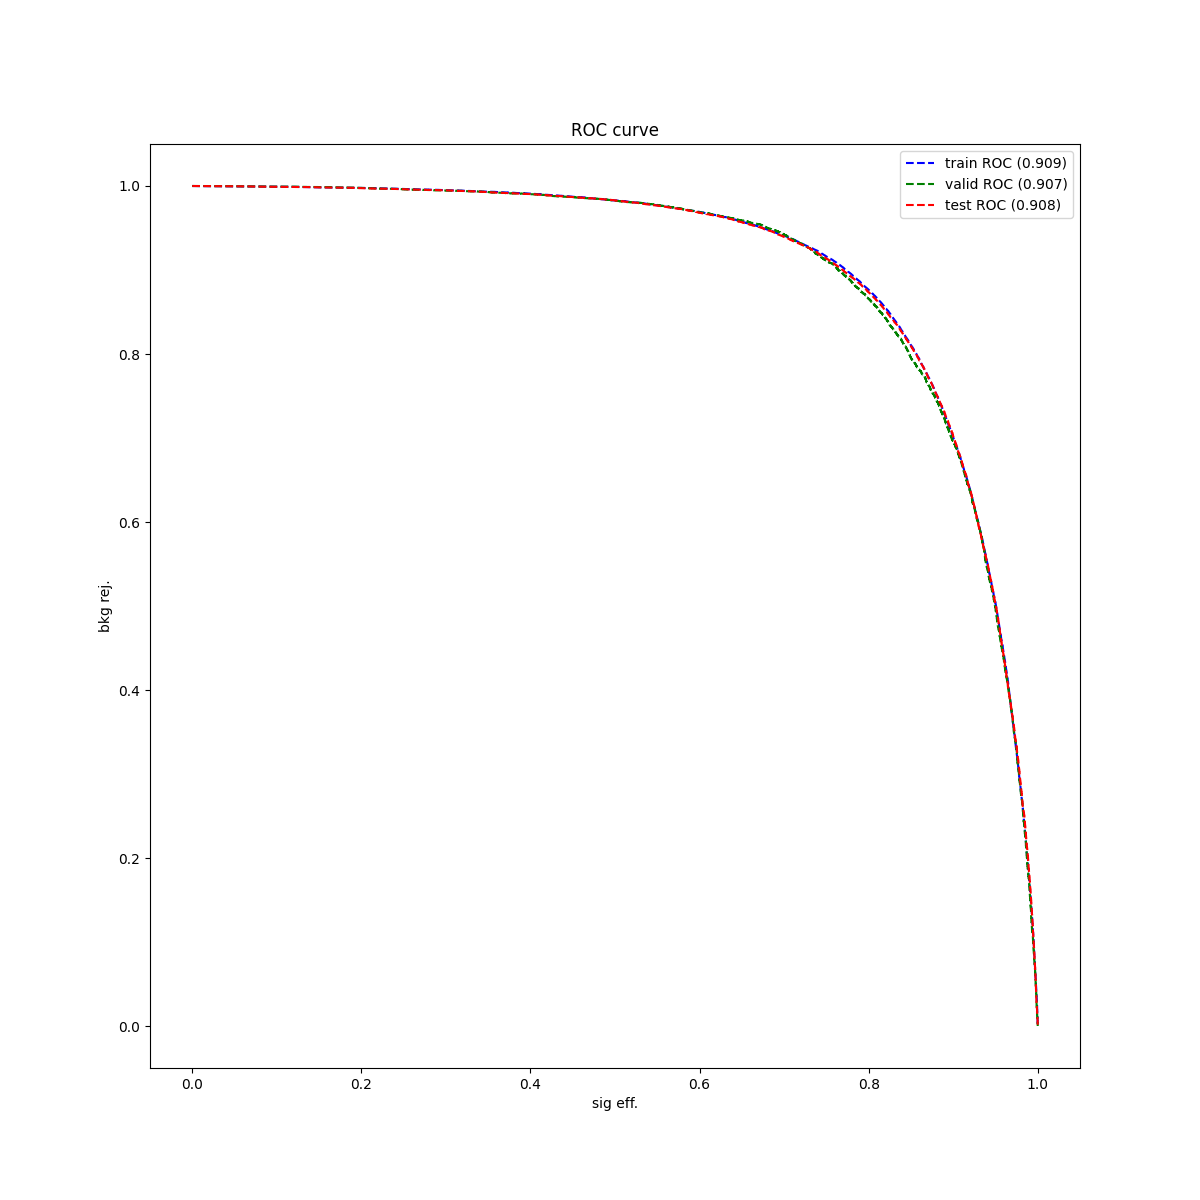 ROC curve
train ROC (0.909)
valid ROC (0.907)
test ROC (0.908)
1.0
0.8
0.6
0.4
0.2
0.0
bkg rej.
0.0 0.2 0.4 0.6 0.8 1.0
sig eff.